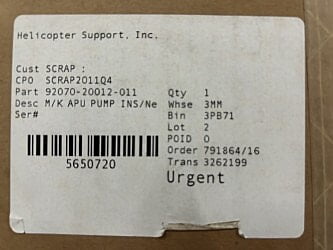 Helicopter Support, Inc.
Cust SCRAP :
CPO SCRAP2011Q4
Part 92070-20012-011 Qty 1
Desc M/K APU PUMP INS/Ne Whse 3MM
Ser# Bin 3PB71
Lot 2
POID 0
5650720 Order 791864/16
Trans 3262199
Urgent